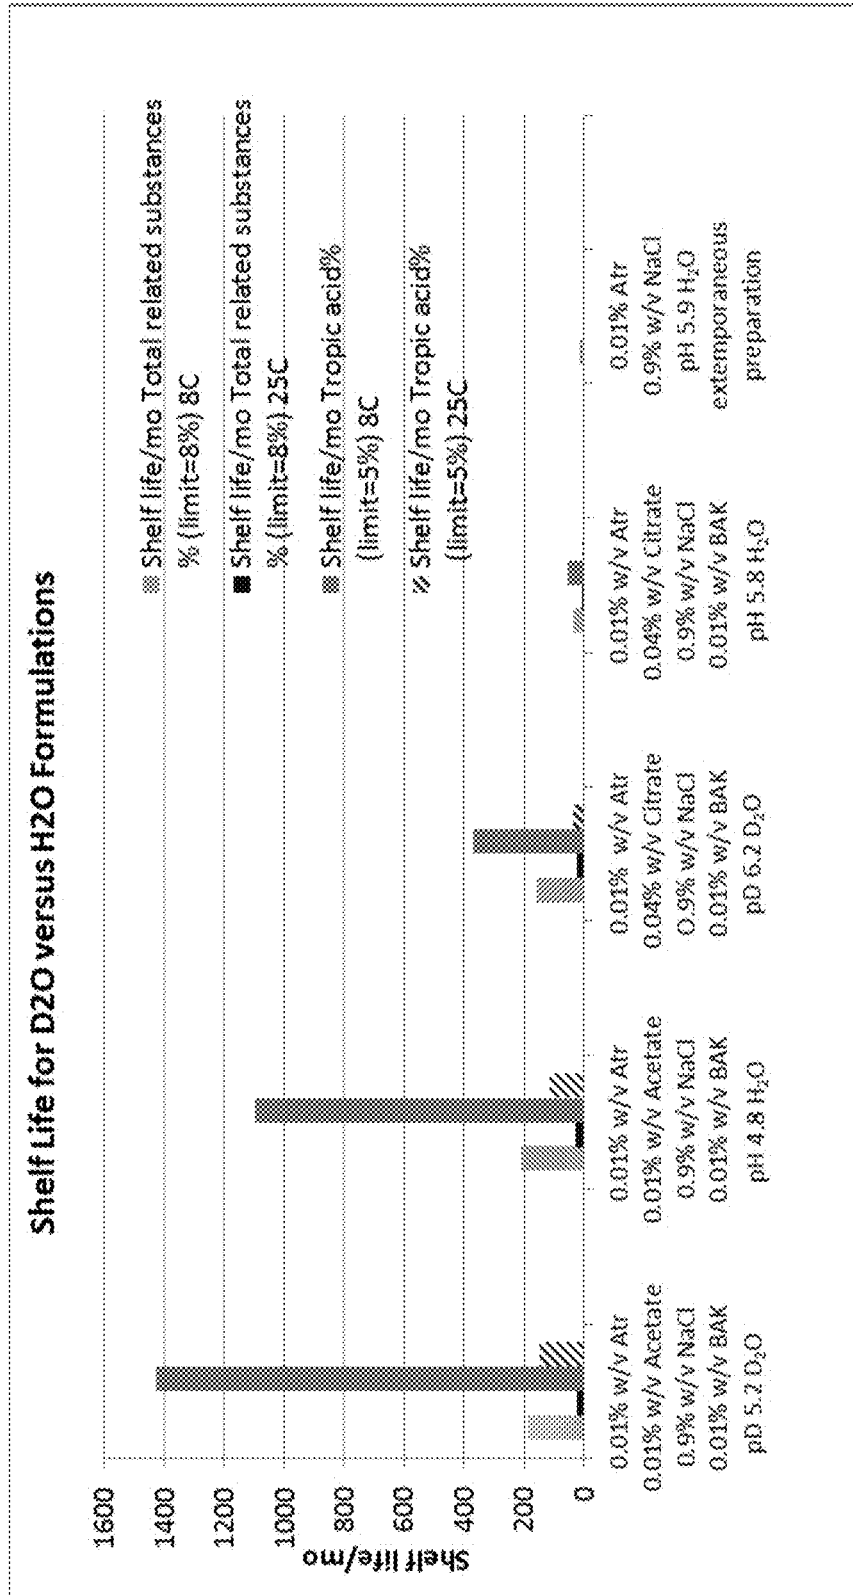 Shelf Life for D2O versus H2O Formulations
Shelf life/mo
1600
1400
1200
1000
800
600
400
200
0
Shelf life/mo Total related substances
% (limit=8%) 8C
Shelf life/mo Total related substances
% (limit=8%) 25C
Shelf life/mo Tropic acid%
(limit=5%) 8C
Shelf life/mo Tropic acid%
(limit=5%) 25C
0.01% w/v Atr
0.01% w/v Acetate
0.9% w/v NaCl
0.01% w/v BAK
pD 5.2 D₂O
0.01% w/v Atr
0.01% w/v Acetate
0.9% w/v NaCl
0.01% w/v BAK
pH 4.8 H₂O
0.01% w/v Atr
0.04% w/v Citrate
0.9% w/v NaCl
0.01% w/v BAK
pD 6.2 D₂O
0.01% w/v Atr
0.04% w/v Citrate
0.9% w/v NaCl
0.01% w/v BAK
pH 5.8 H₂O
0.01% Atr
0.9% w/v NaCl
pH 5.9 H₂O
extemporaneous
preparation